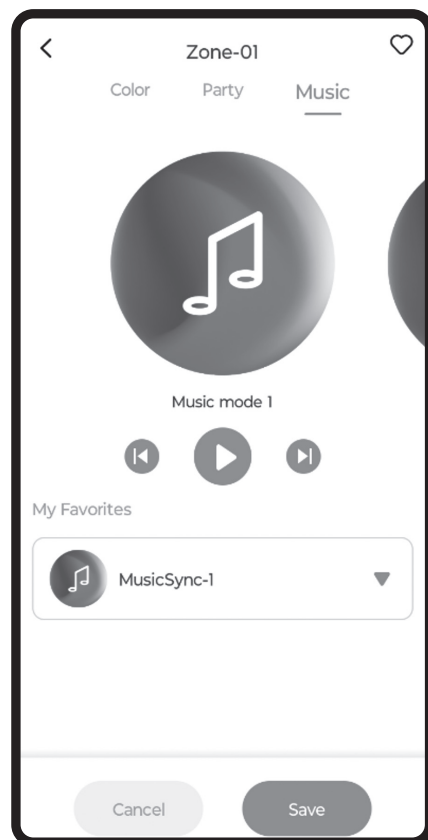 Zone-01
Color Party Music
Music mode 1
My Favorites
MusicSync-1
Cancel Save